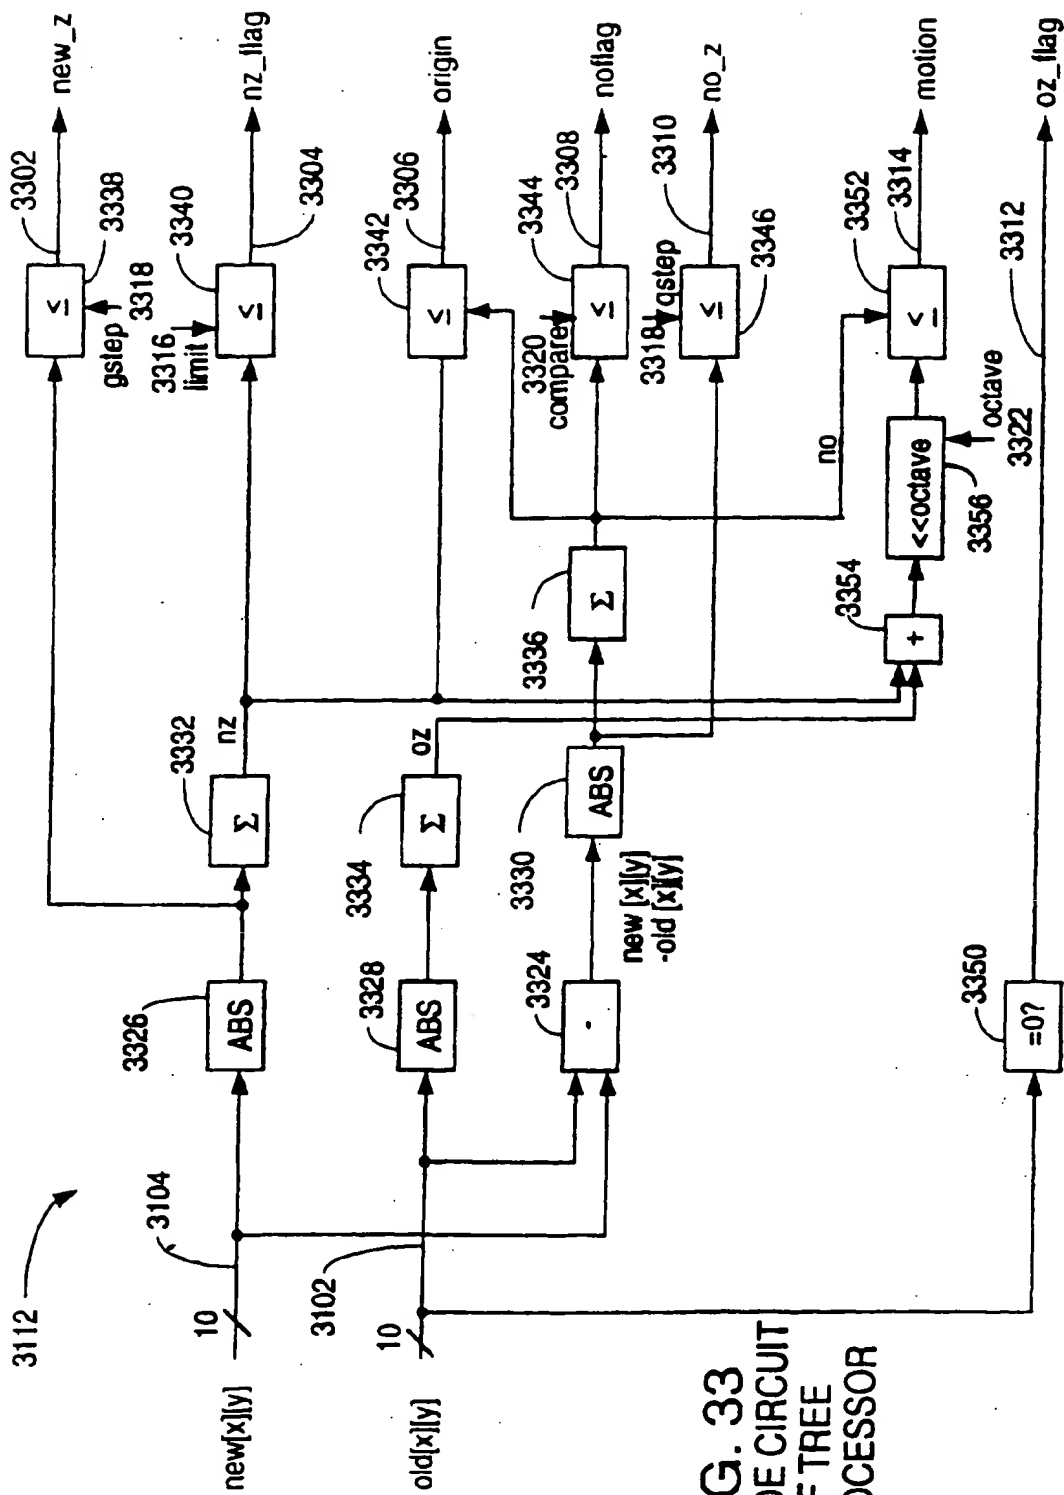 3112
new[x][y]
10
3104
old[x][y]
10
3102
3326
ABS
3328
ABS
3324
-
3350
=0?
3332
Σ
nz
3334
Σ
oz
3330
ABS
new [x][y]
-old [x][y]
3336
Σ
no
3354
+
<<octave
3356
octave
3322
≤
3302
new_z
3338
gstep
3318
3316
limit
3340
≤
nz_flag
3304
3342
≤
3306
origin
3320
compare
3344
≤
3308
noflag
3318
qstep
≤
3310
no_z
3346
3352
≤
3314
motion
3312
oz_flag
G. 33
DE CIRCUIT
TREE
OCESSOR